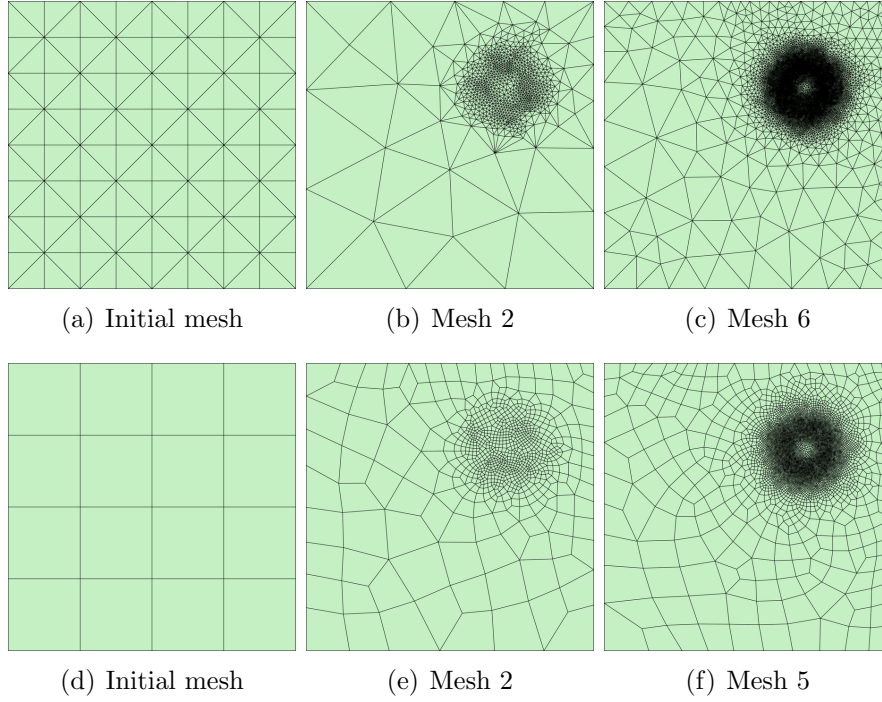 (a) Initial mesh
(b) Mesh 2
(c) Mesh 6
(d) Initial mesh
(e) Mesh 2
(f) Mesh 5